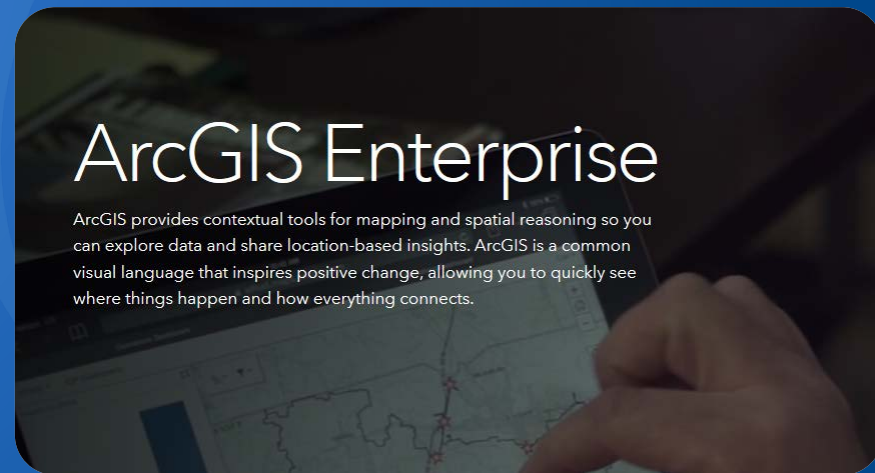 ArcGIS Enterprise
ArcGIS provides contextual tools for mapping and spatial reasoning so you
can explore data and share location-based insights. ArcGIS is a common
visual language that inspires positive change, allowing you to quickly see
where things happen and how everything connects.